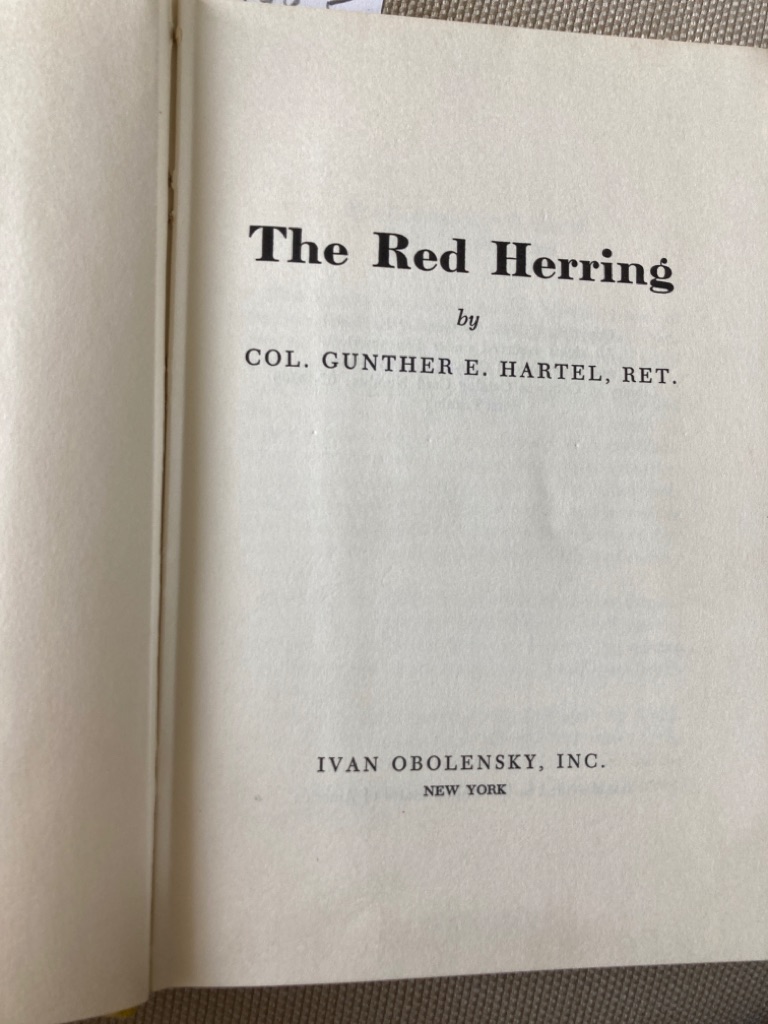 The Red Herring
by
COL. GUNTHER E. HARTEL, RET.
IVAN OBOLENSKY, INC.
NEW YORK